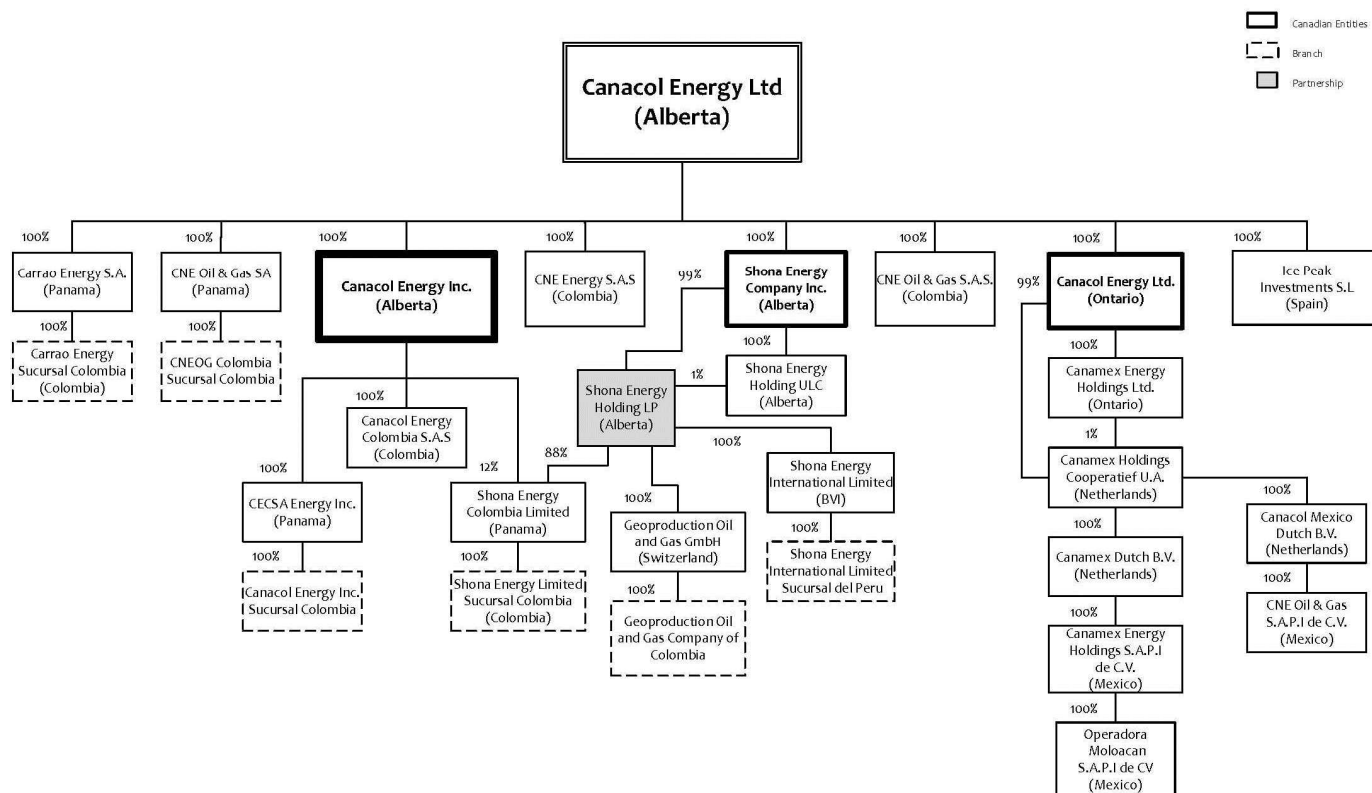 Canadian Entities
Branch
Partnership
Canacol Energy Ltd
(Alberta)
100%
100%
100%
100%
100%
100%
100%
100%
Carrao Energy S.A.
(Panama)
CNE Oil & Gas SA
(Panama)
Canacol Energy Inc.
(Alberta)
CNE Energy S.A.S
(Colombia)
99%
Shona Energy
Company Inc.
(Alberta)
CNE Oil & Gas S.A.S.
(Colombia)
99%
Canacol Energy Ltd.
(Ontario)
Ice Peak
Investments S.L
(Spain)
100%
100%
100%
100%
Carrao Energy
Sucursal Colombia
(Colombia)
CNEOG Colombia
Sucursal Colombia
Shona Energy
Holding LP
(Alberta)
1%
Shona Energy
Holding ULC
(Alberta)
Canamex Energy
Holdings Ltd.
(Ontario)
100%
Canacol Energy
Colombia S.A.S
(Colombia)
100%
1%
100%
12%
88%
Shona Energy
International Limited
(BVI)
Canamex Holdings
Cooperatief U.A.
(Netherlands)
CECSA Energy Inc.
(Panama)
Shona Energy
Colombia Limited
(Panama)
100%
100%
Geoproduction Oil
and Gas GmbH
(Switzerland)
Canacol Mexico
Dutch B.V.
(Netherlands)
100%
100%
100%
100%
Canacol Energy Inc.
Sucursal Colombia
Shona Energy Limited
Sucursal Colombia
(Colombia)
Shona Energy
International Limited
Sucursal del Peru
Canamex Dutch B.V.
(Netherlands)
100%
100%
100%
Geoproduction Oil
and Gas Company of
Colombia
CNE Oil & Gas
S.A.P.I de C.V.
(Mexico)
Canamex Energy
Holdings S.A.P.I
de C.V.
(Mexico)
100%
Operadora
Moloacan
S.A.P.I de CV
(Mexico)